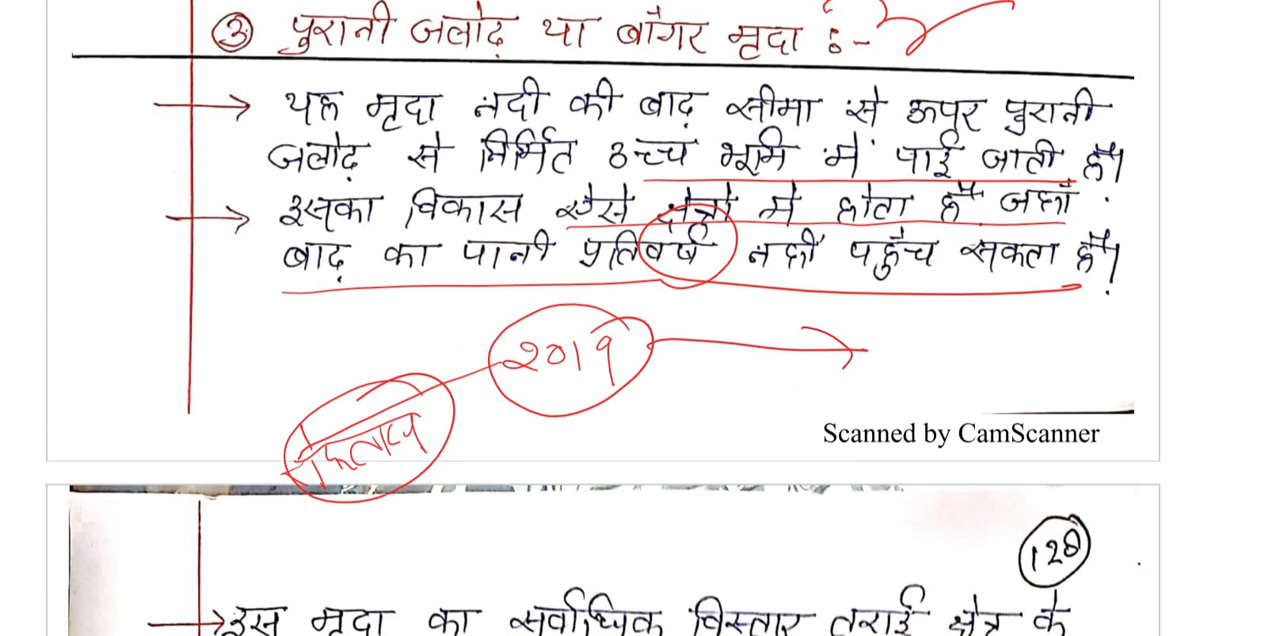 ③ पुरानी जलोढ़ या बाँगर मृदा :-
→ यह मृदा नदी की बाढ़ सीमा से ऊपर पुरानी
जलोढ़ से निर्मित उच्च भूमि में पाई जाती है।
→ इसका विकास ऐसे क्षेत्रो मे होता है जहाँ
बाढ़ का पानी प्रतिवर्ष नहीं पहुँच सकता है।
2019
Scanned by CamScanner
128
→ इस मृदा का सर्वाधिक विस्तार तराई क्षेत्र के